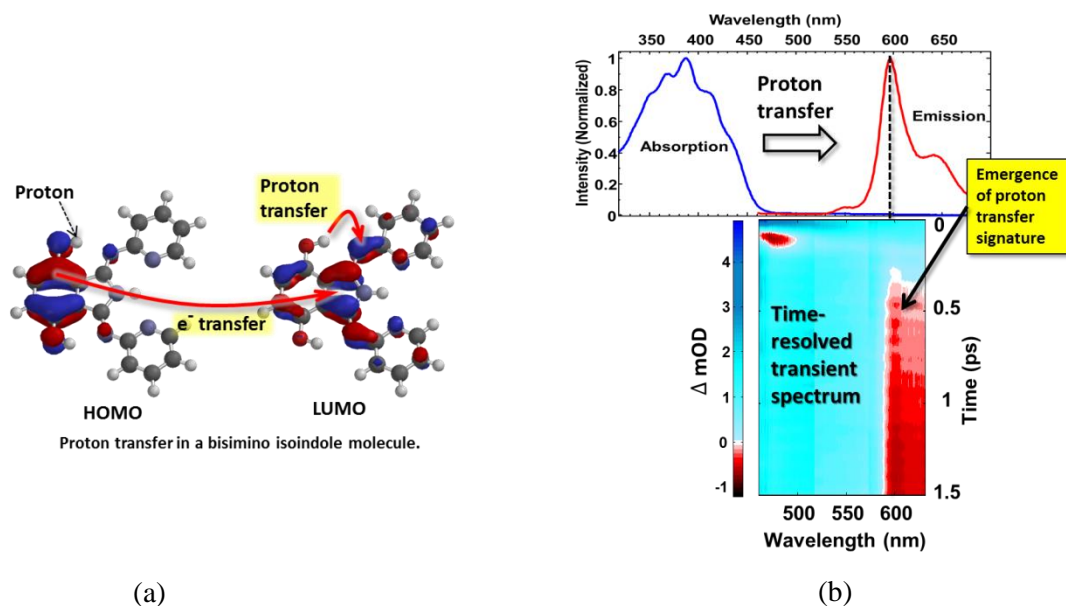 Proton
Proton
transfer
e⁻ transfer
HOMO
LUMO
Proton transfer in a bisimino isoindole molecule.
(a)
Wavelength (nm)
350 400 450 500 550 600 650
Intensity (Normalized)
1
0.8
0.6
0.4
0.2
0
Absorption
Proton
transfer
Emission
Emergence
of proton
transfer
signature
Δ mOD
4
3
2
1
0
-1
Time-
resolved
transient
spectrum
0
0.5
1
1.5
Time (ps)
500 550 600
Wavelength (nm)
(b)